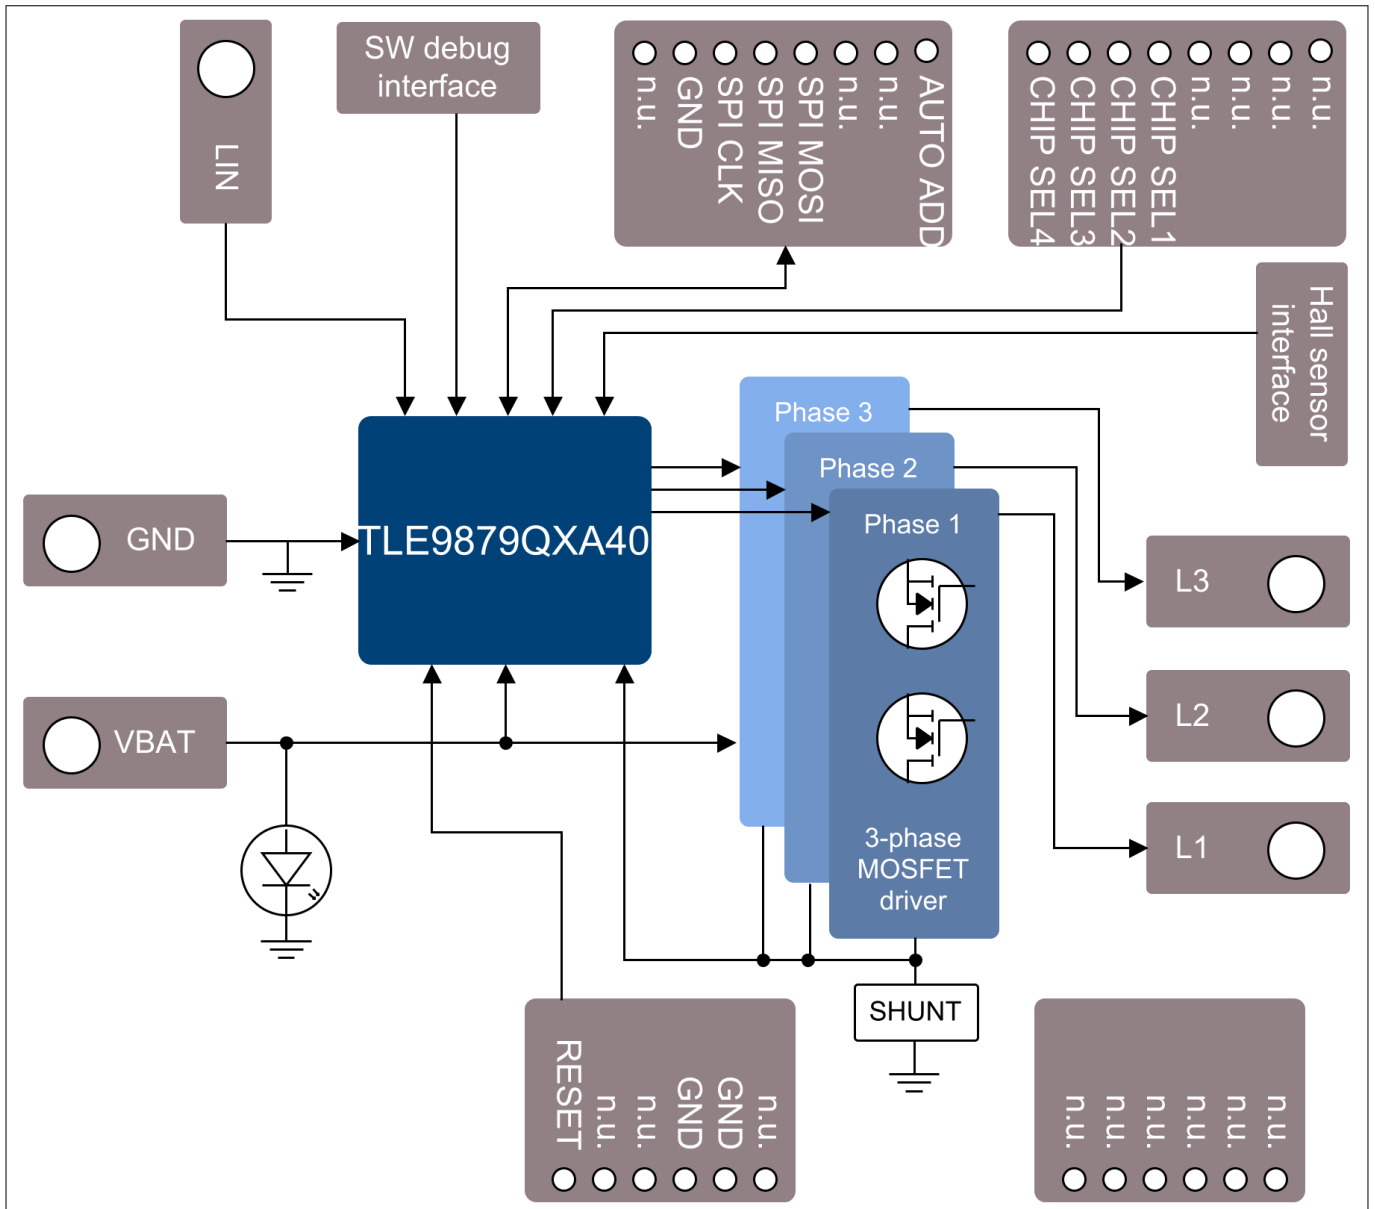 LIN
SW debug
interface
n.u.
GND
SPI CLK
SPI MISO
SPI MOSI
n.u.
n.u.
AUTO ADD
CHIP SEL4
CHIP SEL3
CHIP SEL2
CHIP SEL1
n.u.
n.u.
n.u.
n.u.
Hall sensor
interface
Phase 3
Phase 2
Phase 1
GND
TLE9879QXA40
L3
L2
VBAT
L1
3-phase
MOSFET
driver
SHUNT
RESET
n.u.
n.u.
GND
GND
n.u.
n.u.
n.u.
n.u.
n.u.
n.u.
n.u.